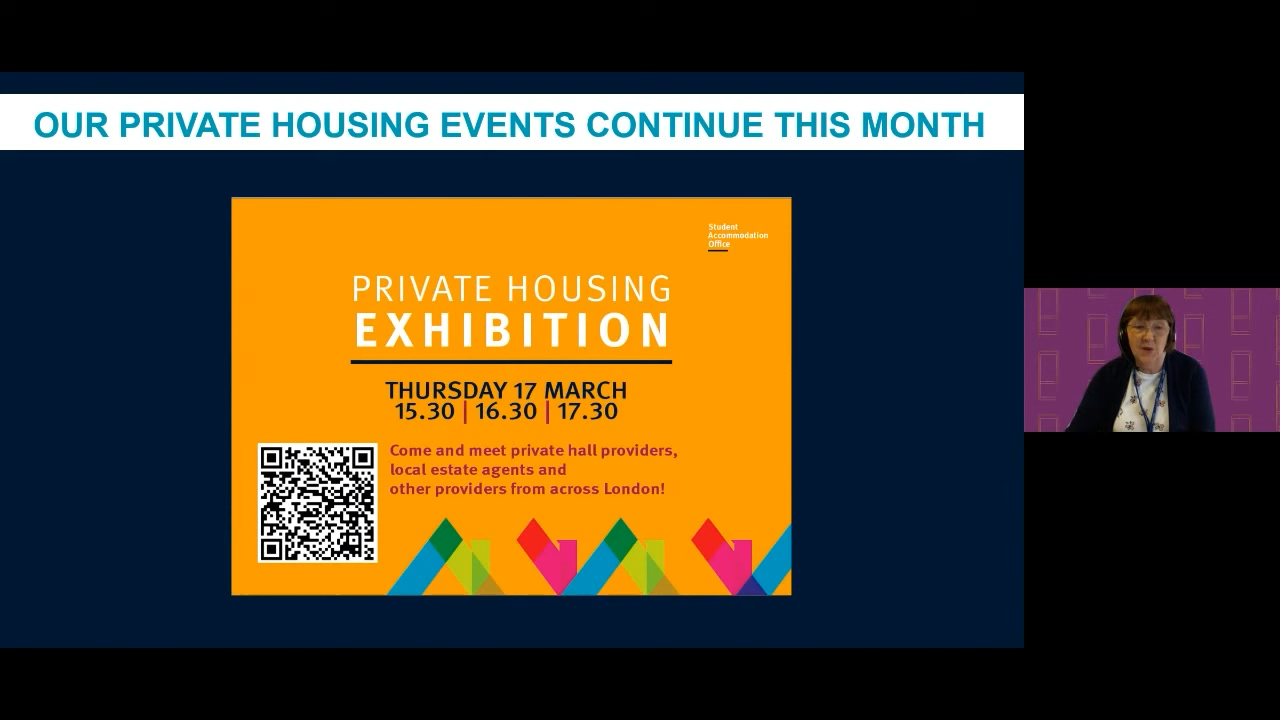 OUR PRIVATE HOUSING EVENTS CONTINUE THIS MONTH
Student
Accommodation
Office
PRIVATE HOUSING
EXHIBITION
THURSDAY 17 MARCH
15.30 | 16.30 | 17.30
Come and meet private hall providers,
local estate agents and
other providers from across London!